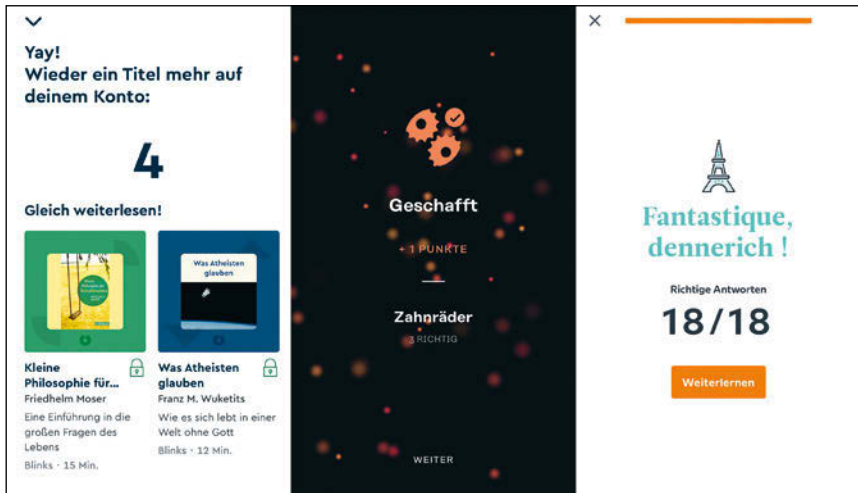 Yay!
Wieder ein Titel mehr auf
deinem Konto:
4
Gleich weiterlesen!
Kleine
Philosophie für...
Friedhelm Moser
Eine Einführung in die
großen Fragen des
Lebens
Blinks · 15 Min.
Was Atheisten
glauben
Was Atheisten
glauben
Franz M. Wuketits
Wie es sich lebt in einer
Welt ohne Gott
Blinks · 12 Min.
Geschafft
+ 1 PUNKTE
Zahnräder
3 RICHTIG
WEITER
Fantastique,
dennerich !
Richtige Antworten
18/18
Weiterlernen